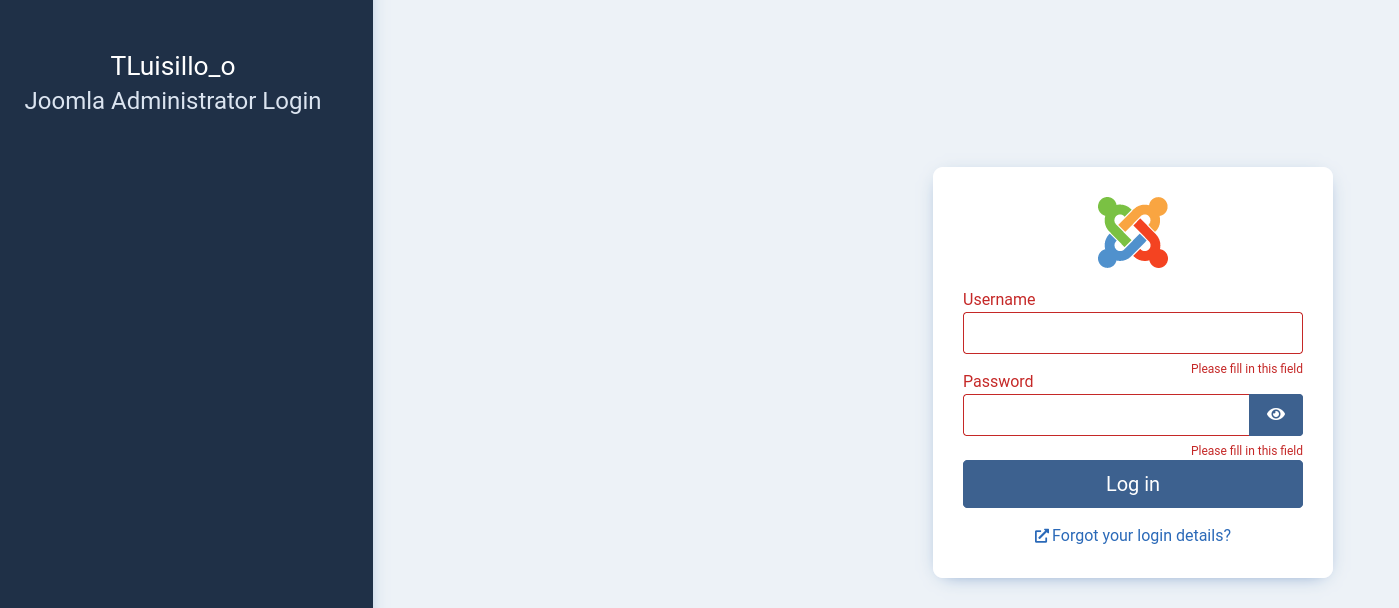 TLuisillo_o
Joomla Administrator Login
Username
Please fill in this field
Password
Please fill in this field
Log in
Forgot your login details?